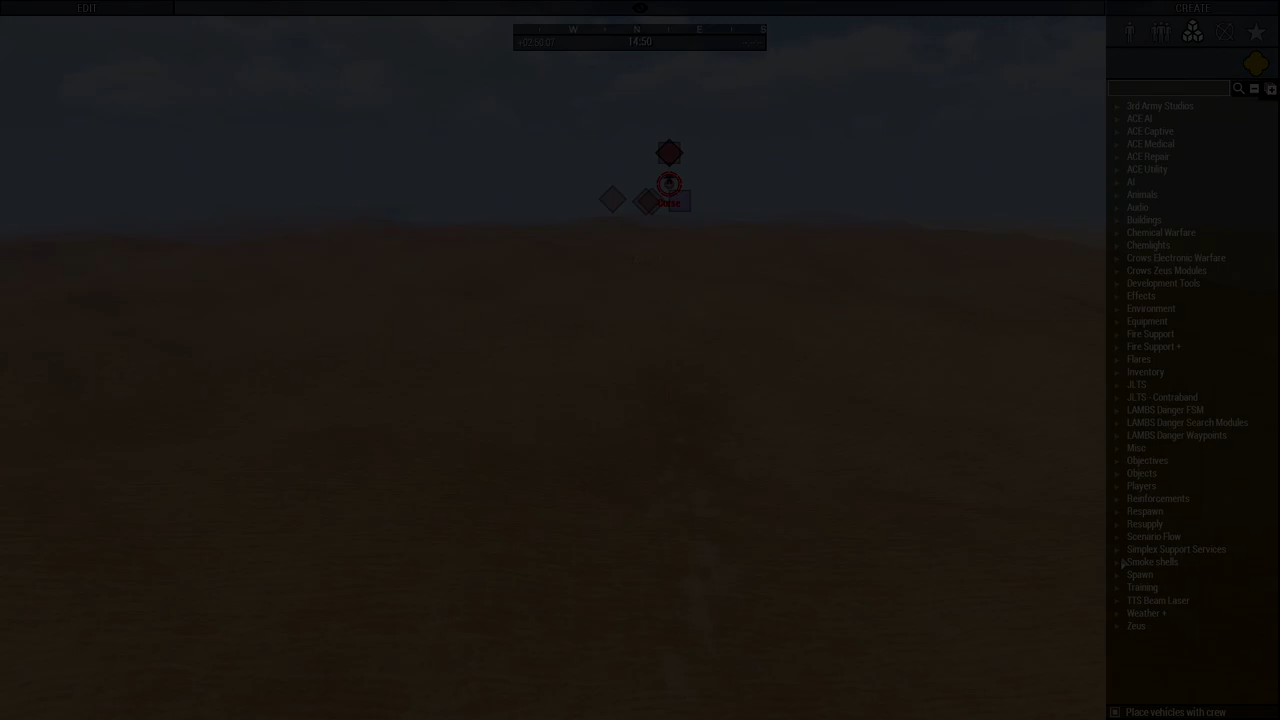 EDIT
CREATE
W N E S
+02:50:07 14:50
Corse
3rd Army Studios
ACE AI
ACE Captive
ACE Medical
ACE Repair
ACE Utility
AI
Animals
Audio
Buildings
Chemical Warfare
Chemlights
Crows Electronic Warfare
Crows Zeus Modules
Development Tools
Effects
Environment
Equipment
Fire Support
Fire Support +
Flares
Inventory
JLTS
JLTS - Contraband
LAMBS Danger FSM
LAMBS Danger Search Modules
LAMBS Danger Waypoints
Misc
Objectives
Objects
Players
Reinforcements
Respawn
Resupply
Scenario Flow
Simplex Support Services
Smoke shells
Spawn
Training
TTS Beam Laser
Weather +
Zeus
Place vehicles with crew